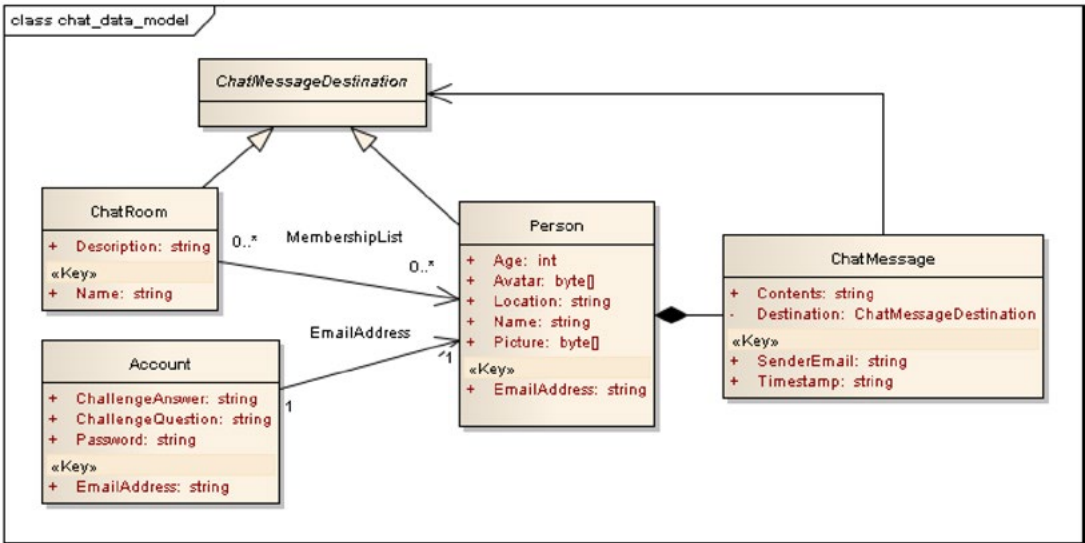 class chat_data_model
ChatMessageDestination
ChatRoom
+ Description: string
«Key»
+ Name: string
0..*
MembershipList
0..*
Person
+ Age: int
+ Avatar: byte[]
+ Location: string
+ Name: string
+ Picture: byte[]
«Key»
+ EmailAddress: string
ChatMessage
+ Contents: string
- Destination: ChatMessageDestination
«Key»
+ SenderEmail: string
+ Timestamp: string
EmailAddress
1
1
Account
+ ChallengeAnswer: string
+ ChallengeQuestion: string
+ Password: string
«Key»
+ EmailAddress: string